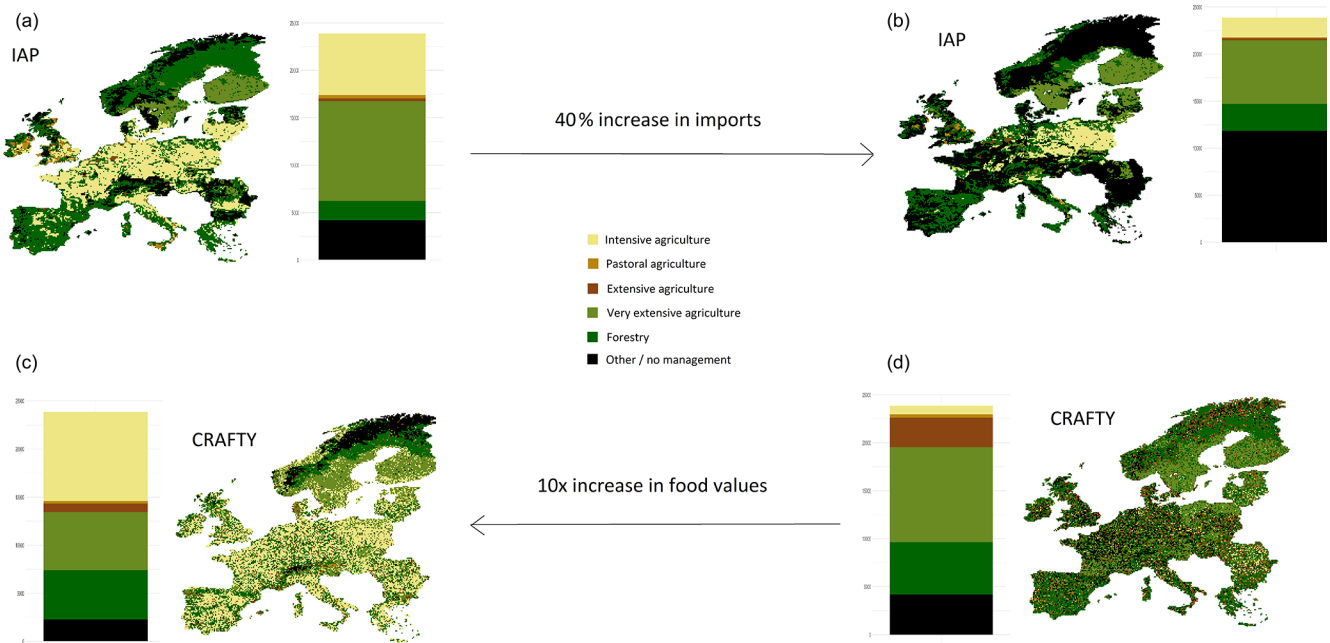 (a)
IAP
(b)
IAP
40% increase in imports
Intensive agriculture
Pastoral agriculture
Extensive agriculture
Very extensive agriculture
Forestry
Other / no management
(c)
CRAFTY
(d)
CRAFTY
10x increase in food values